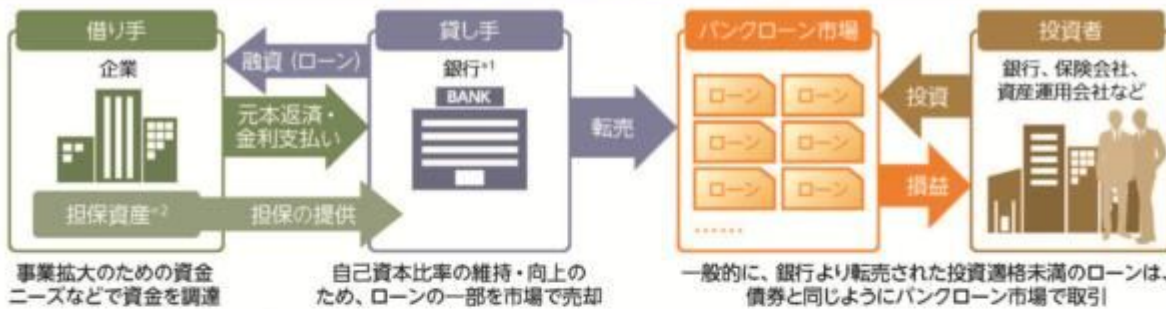 借り手
企業
担保資産*2
融資（ローン）
元本返済・
金利支払い
担保の提供
事業拡大のための資金
ニーズなどで資金を調達
貸し手
銀行*1
BANK
転売
自己資本比率の維持・向上の
ため、ローンの一部を市場で売却
バンクローン市場
ローン ローン
ローン ローン
ローン ローン
……
投資
損益
投資者
銀行、保険会社、
資産運用会社など
一般的に、銀行より転売された投資適格未満のローンは、
債券と同じようにバンクローン市場で取引